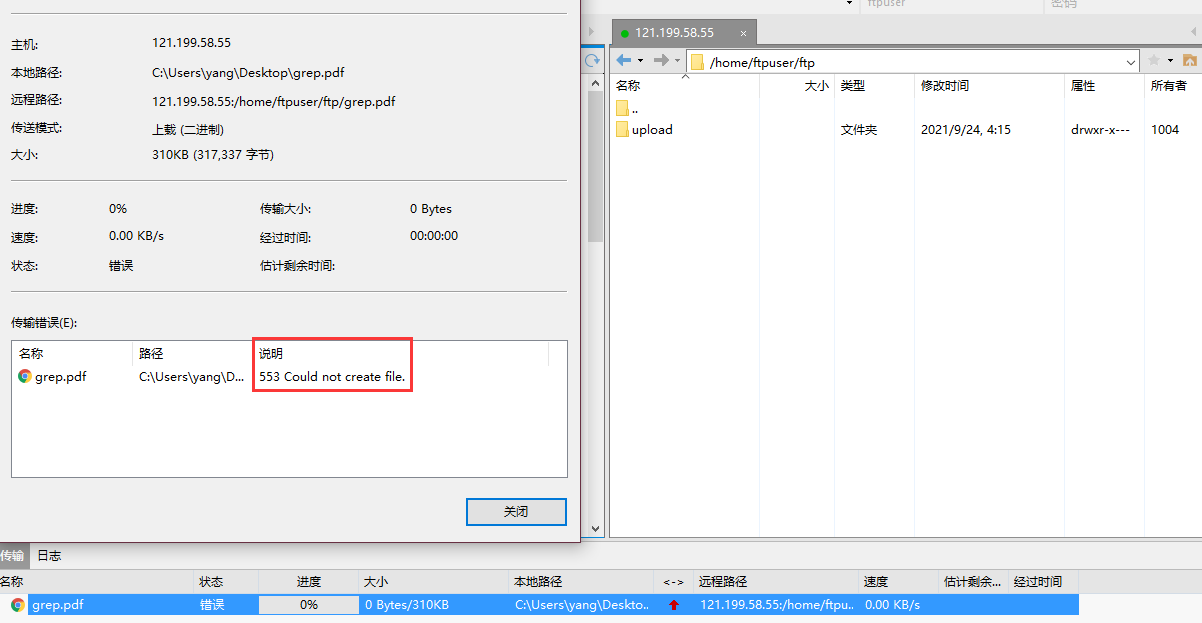 ftpuser
密码
主机: 121.199.58.55
本地路径: C:\Users\yang\Desktop\grep.pdf
远程路径: 121.199.58.55:/home/ftpuser/ftp/grep.pdf
传送模式: 上载 (二进制)
大小: 310KB (317,337 字节)
进度: 0% 传输大小: 0 Bytes
速度: 0.00 KB/s 经过时间: 00:00:00
状态: 错误 估计剩余时间:
传输错误(E):
名称 路径 说明
grep.pdf C:\Users\yang\D... 553 Could not create file.
关闭
121.199.58.55 ×
/home/ftpuser/ftp
名称 大小 类型 修改时间 属性 所有者
..
upload 文件夹 2021/9/24, 4:15 drwxr-x--- 1004
传输 日志
名称 状态 进度 大小 本地路径 <-> 远程路径 速度 估计剩余... 经过时间
grep.pdf 错误 0% 0 Bytes/310KB C:\Users\yang\Deskto.. 121.199.58.55:/home/ftpu.. 0.00 KB/s